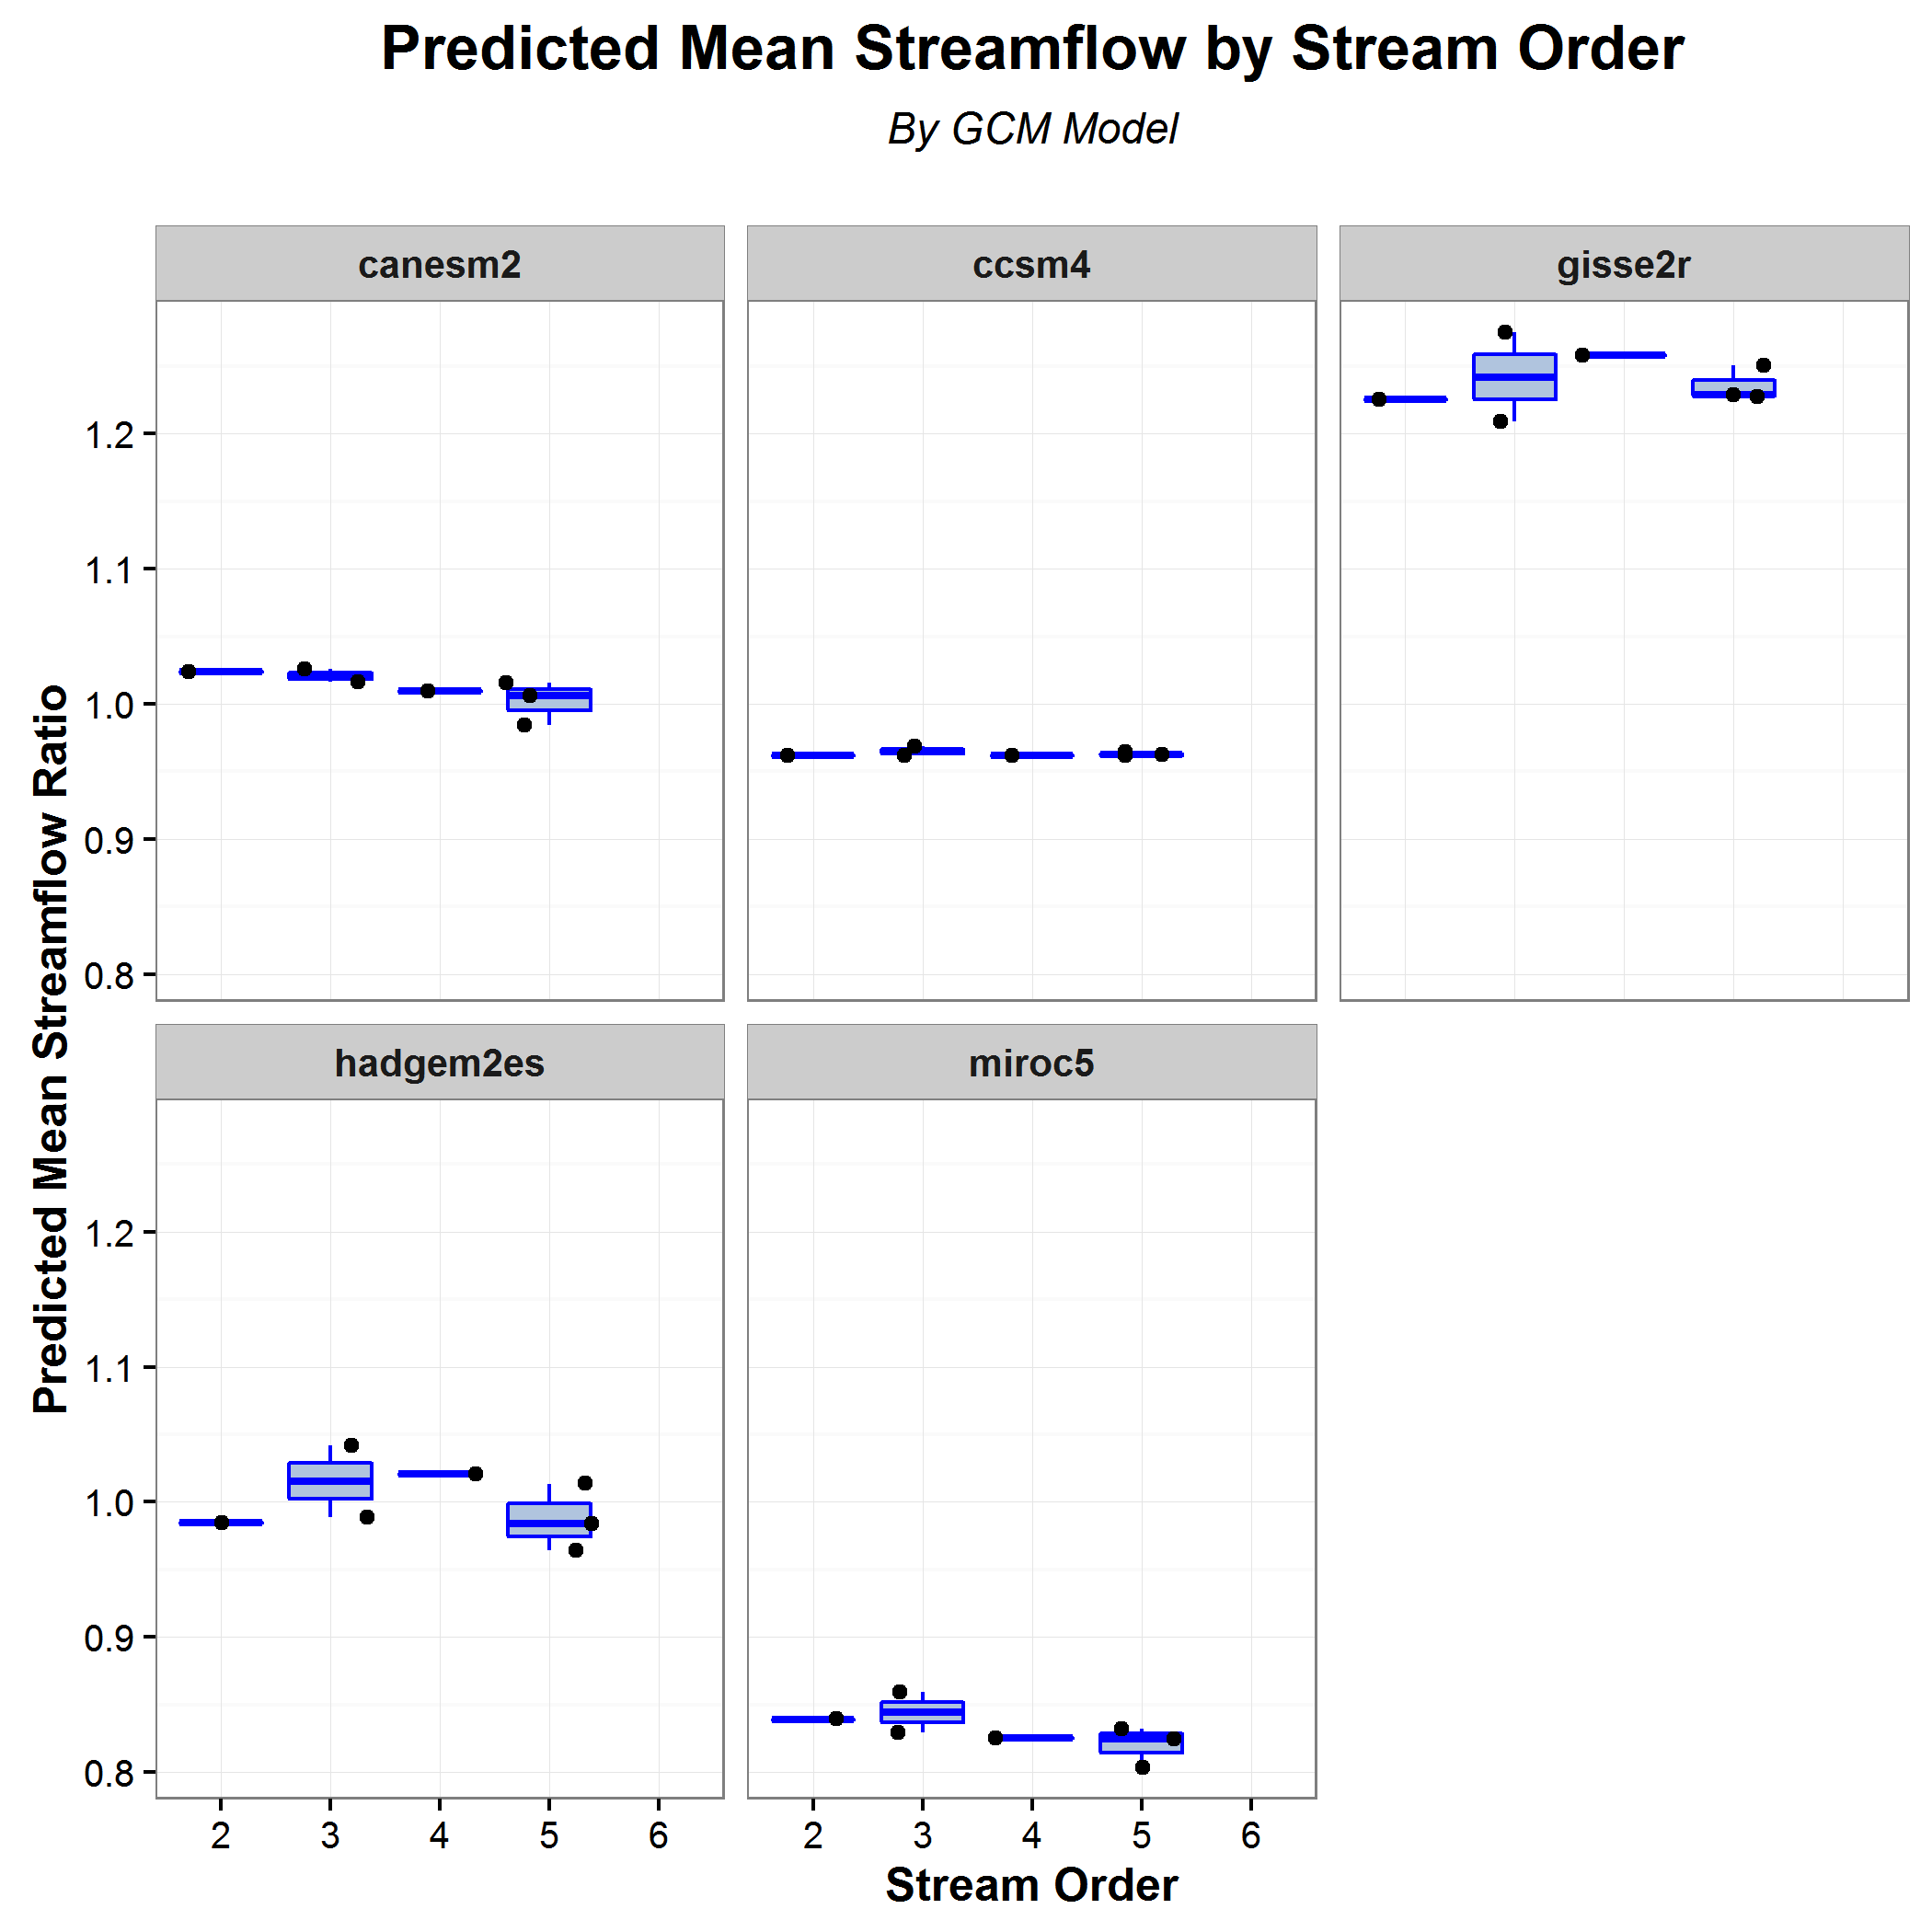 Predicted Mean Streamflow by Stream Order
By GCM Model
canesm2
ccsm4
gisse2r
1.2
1.1
1.0
0.9
0.8
Predicted Mean Streamflow Ratio
hadgem2es
miroc5
1.2
1.1
1.0
0.9
0.8
2 3 4 5 6
2 3 4 5 6
Stream Order